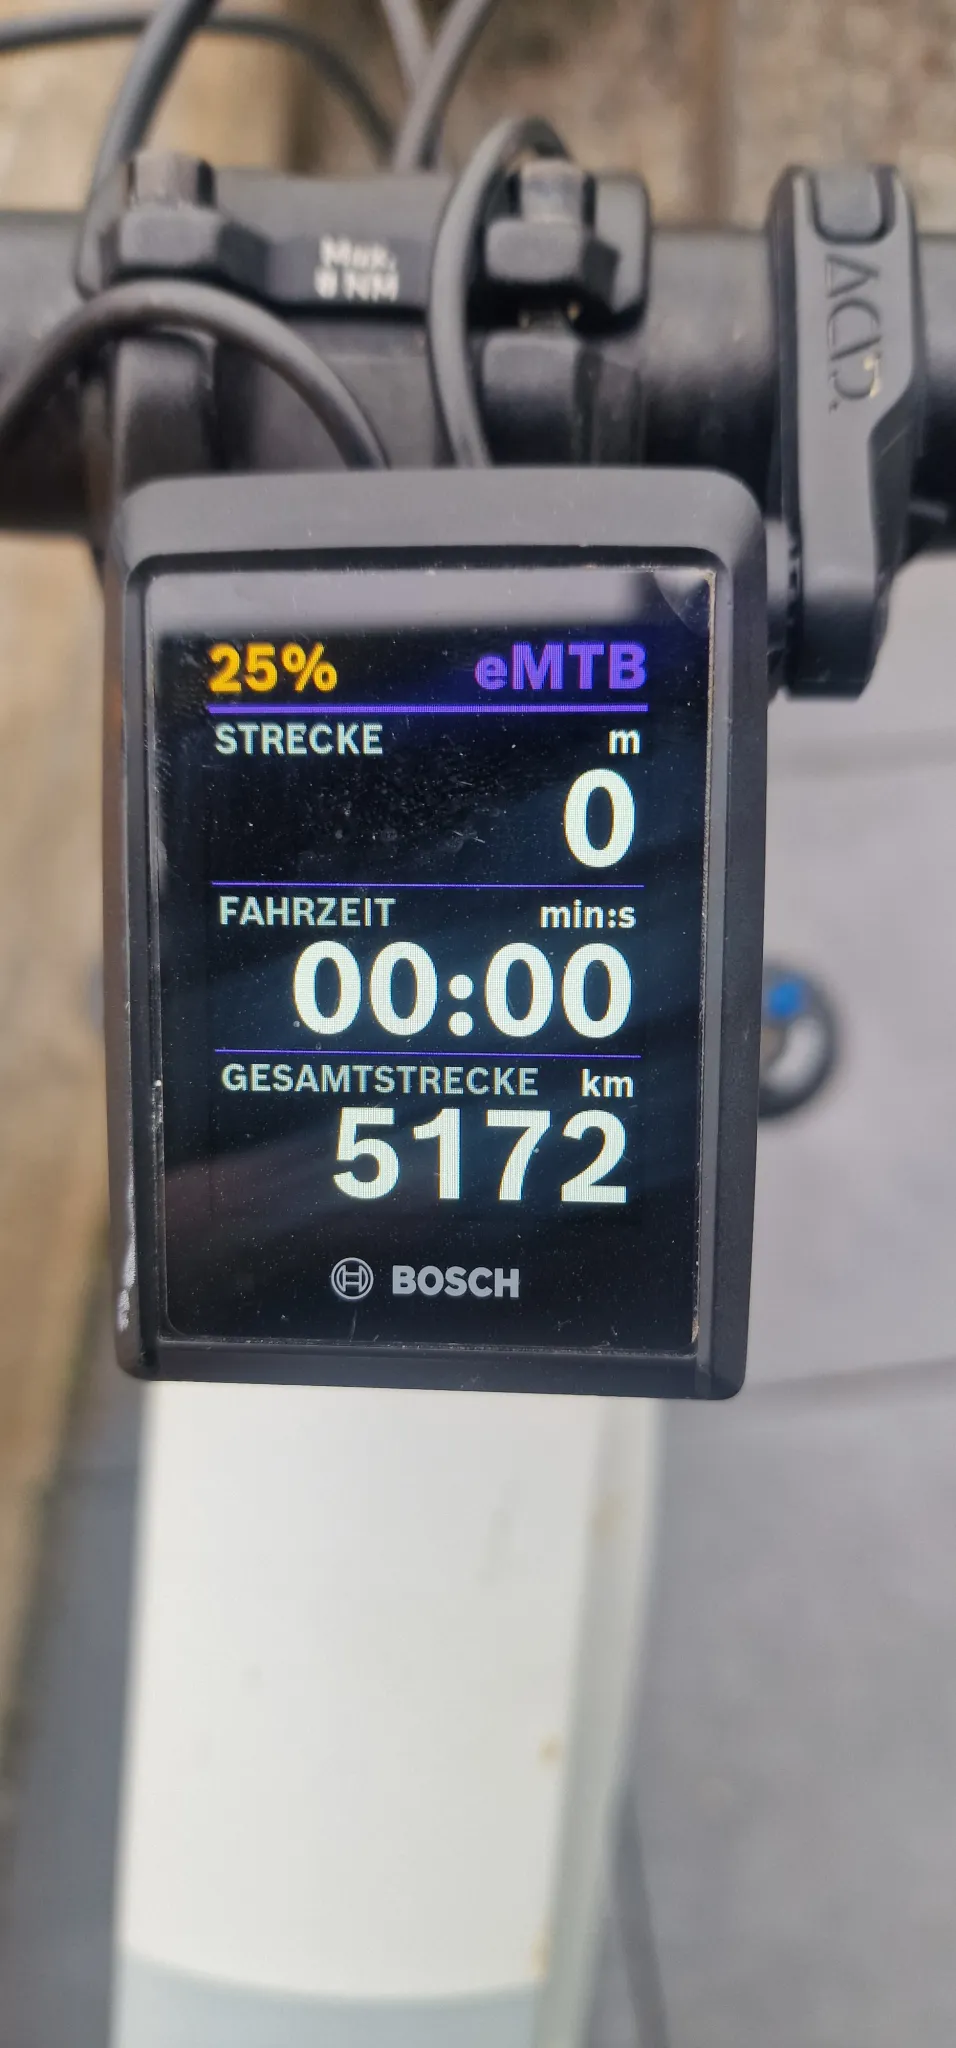 Max.
8 NM
ACID.
25% eMTB
STRECKE m
0
FAHRZEIT min:s
00:00
GESAMTSTRECKE km
5172
BOSCH